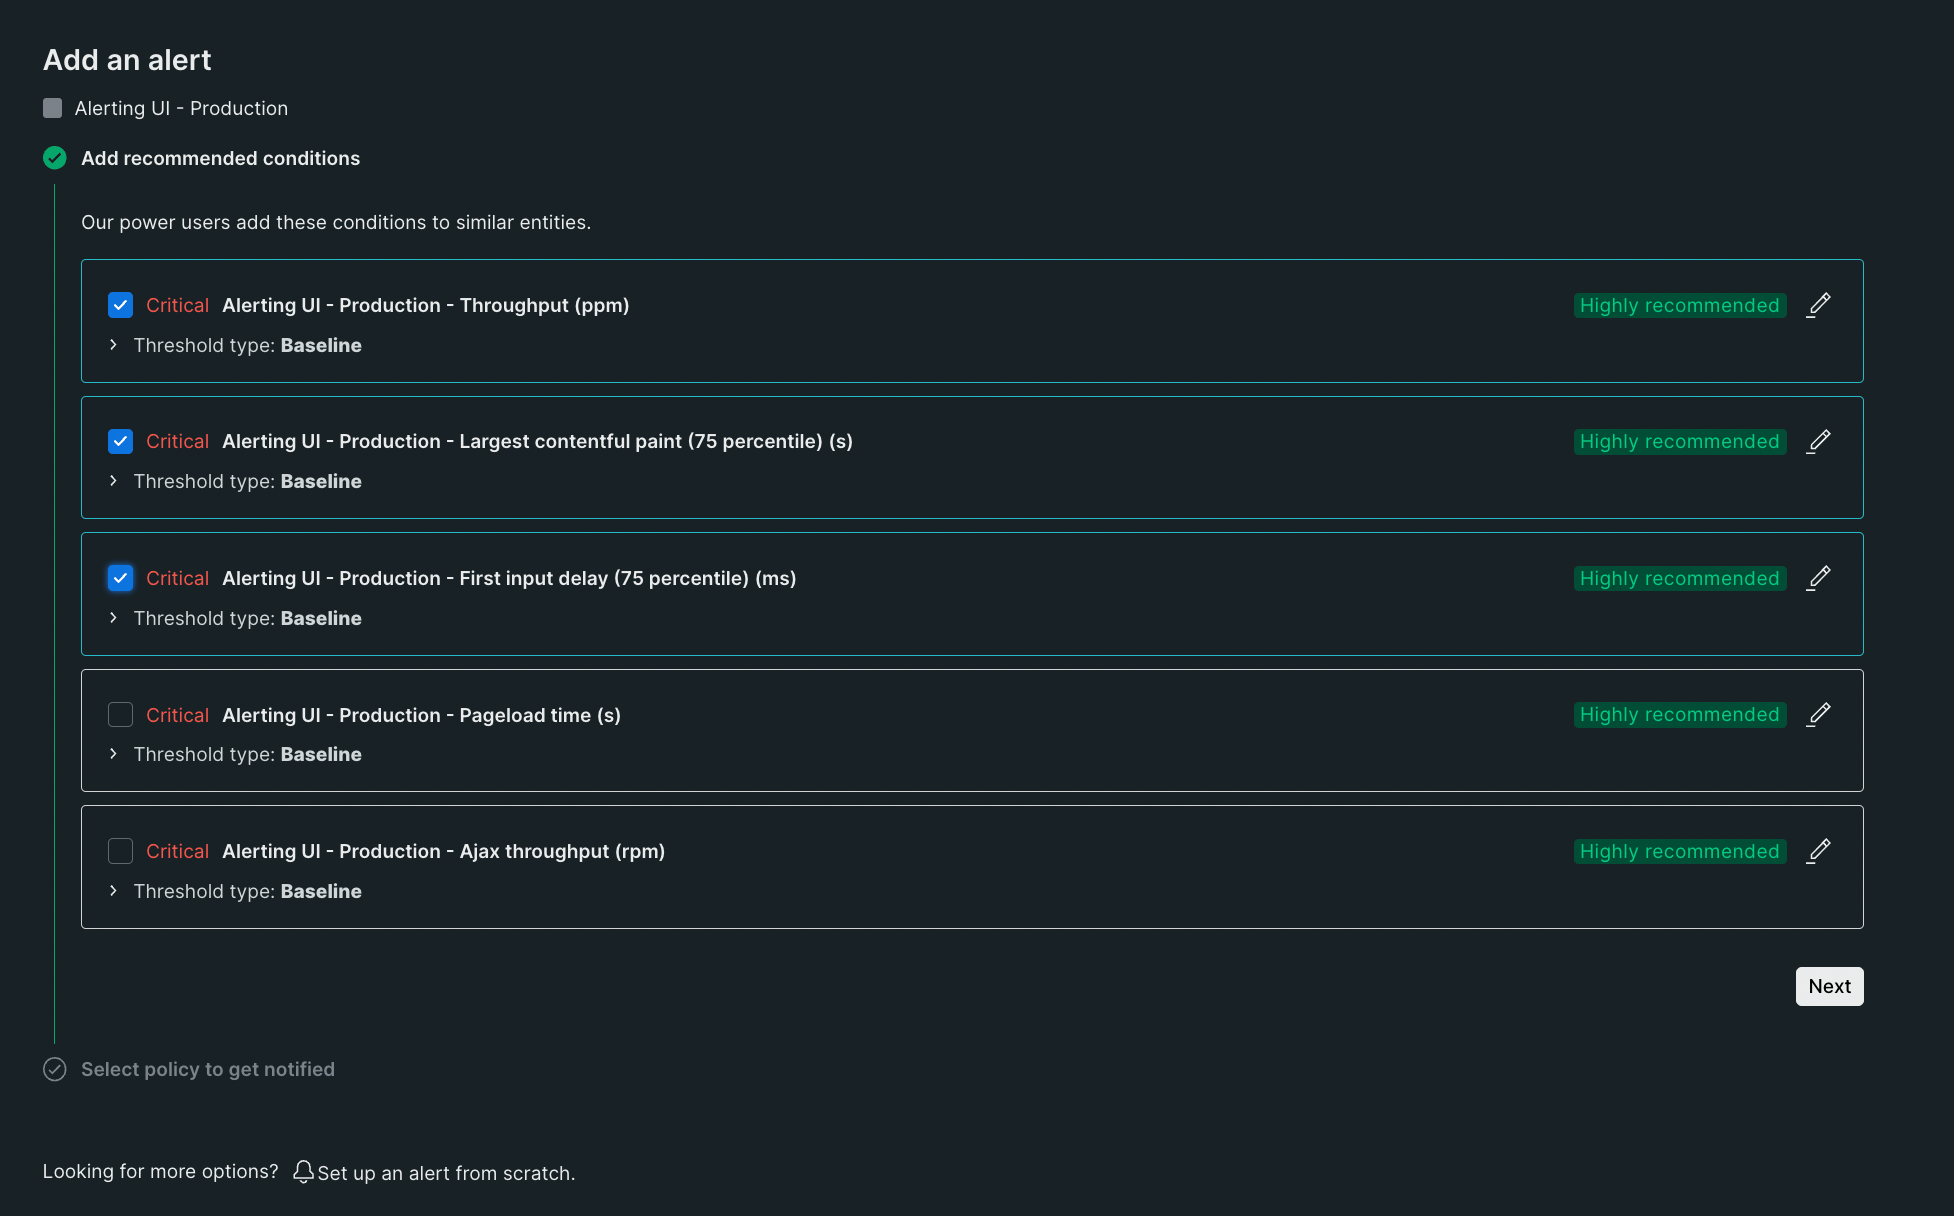 Add an alert
Alerting UI - Production
Add recommended conditions
Our power users add these conditions to similar entities.
Critical Alerting UI - Production - Throughput (ppm) Highly recommended
Threshold type: Baseline
Critical Alerting UI - Production - Largest contentful paint (75 percentile) (s) Highly recommended
Threshold type: Baseline
Critical Alerting UI - Production - First input delay (75 percentile) (ms) Highly recommended
Threshold type: Baseline
Critical Alerting UI - Production - Pageload time (s) Highly recommended
Threshold type: Baseline
Critical Alerting UI - Production - Ajax throughput (rpm) Highly recommended
Threshold type: Baseline
Next
Select policy to get notified
Looking for more options? Set up an alert from scratch.